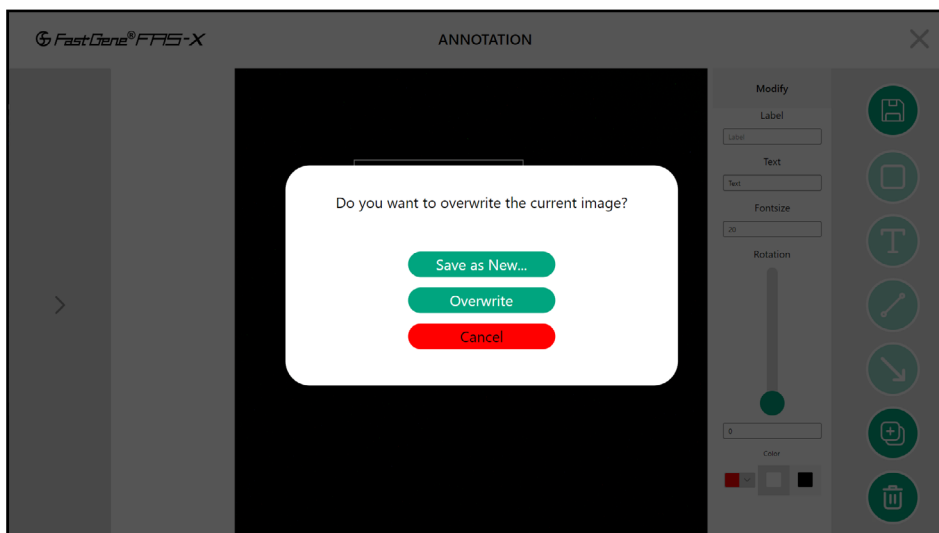 FastGene® FAS-X
ANNOTATION
Modify
Label
Label
Text
Text
Fontsize
20
Rotation
0
Color
Do you want to overwrite the current image?
Save as New...
Overwrite
Cancel
T